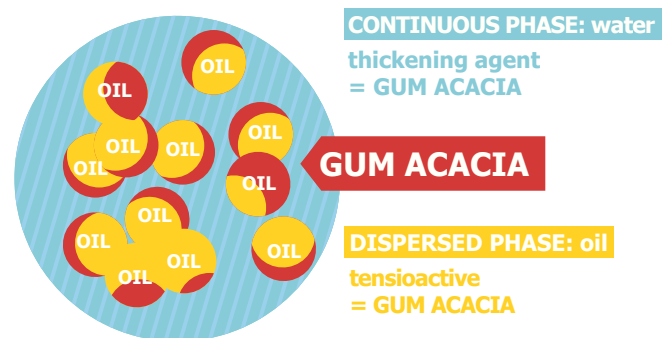 CONTINUOUS PHASE: water
thickening agent
= GUM ACACIA
OIL
OIL
OIL
OIL
OIL
OIL
OIL
GUM ACACIA
OIL
OIL
OIL
OIL
OIL
DISPERSED PHASE: oil
tensioactive
= GUM ACACIA